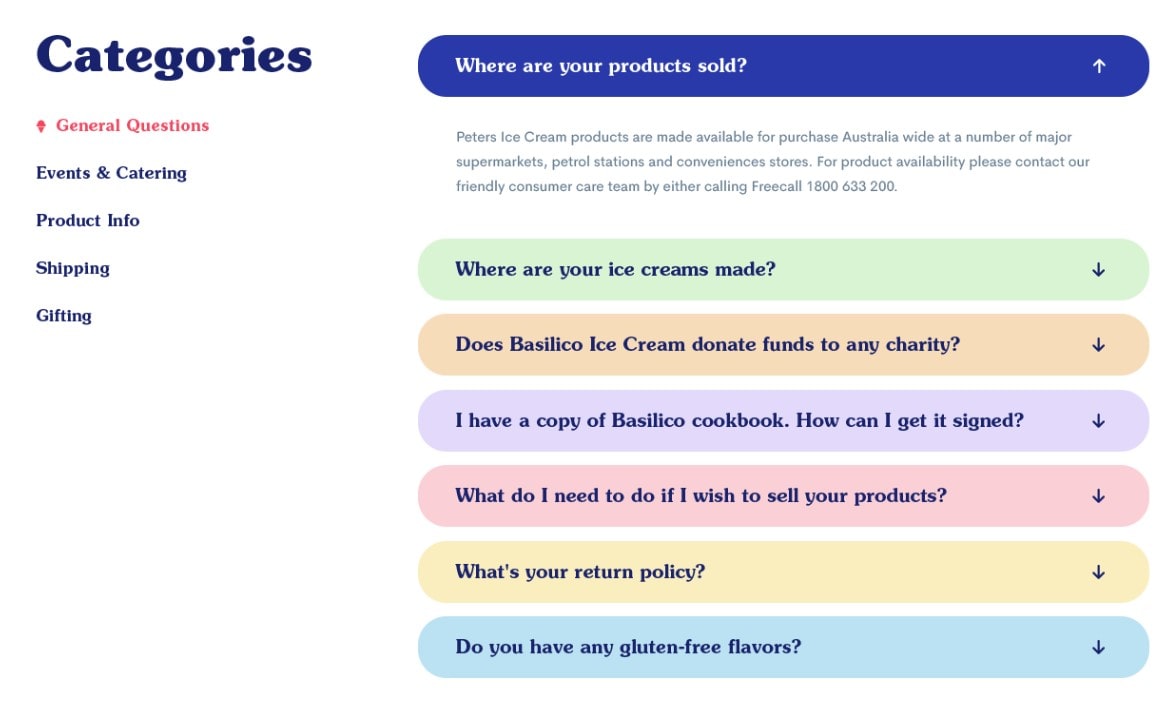 Categories
General Questions
Events & Catering
Product Info
Shipping
Gifting
Where are your products sold?
Peters Ice Cream products are made available for purchase Australia wide at a number of major
supermarkets, petrol stations and conveniences stores. For product availability please contact our
friendly consumer care team by either calling Freecall 1800 633 200.
Where are your ice creams made?
Does Basilico Ice Cream donate funds to any charity?
I have a copy of Basilico cookbook. How can I get it signed?
What do I need to do if I wish to sell your products?
What's your return policy?
Do you have any gluten-free flavors?